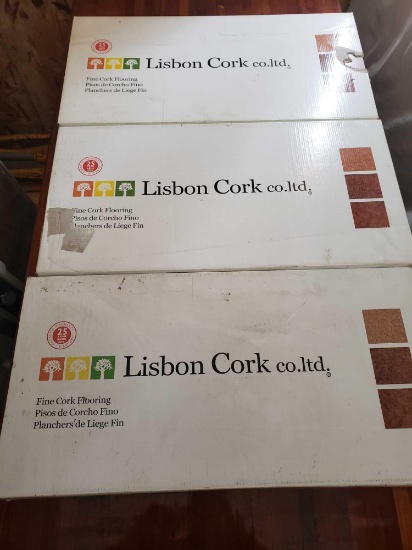 Lisbon Cork co.ltd.
Fine Cork Flooring
Pisos de Corcho Fino
Planchers de Liege Fin
25
Lisbon Cork co.ltd.
Fine Cork Flooring
Pisos de Corcho Fino
Planchers de Liege Fin
25
Lisbon Cork co.ltd.
Fine Cork Flooring
Pisos de Corcho Fino
Planchers de Liege Fin